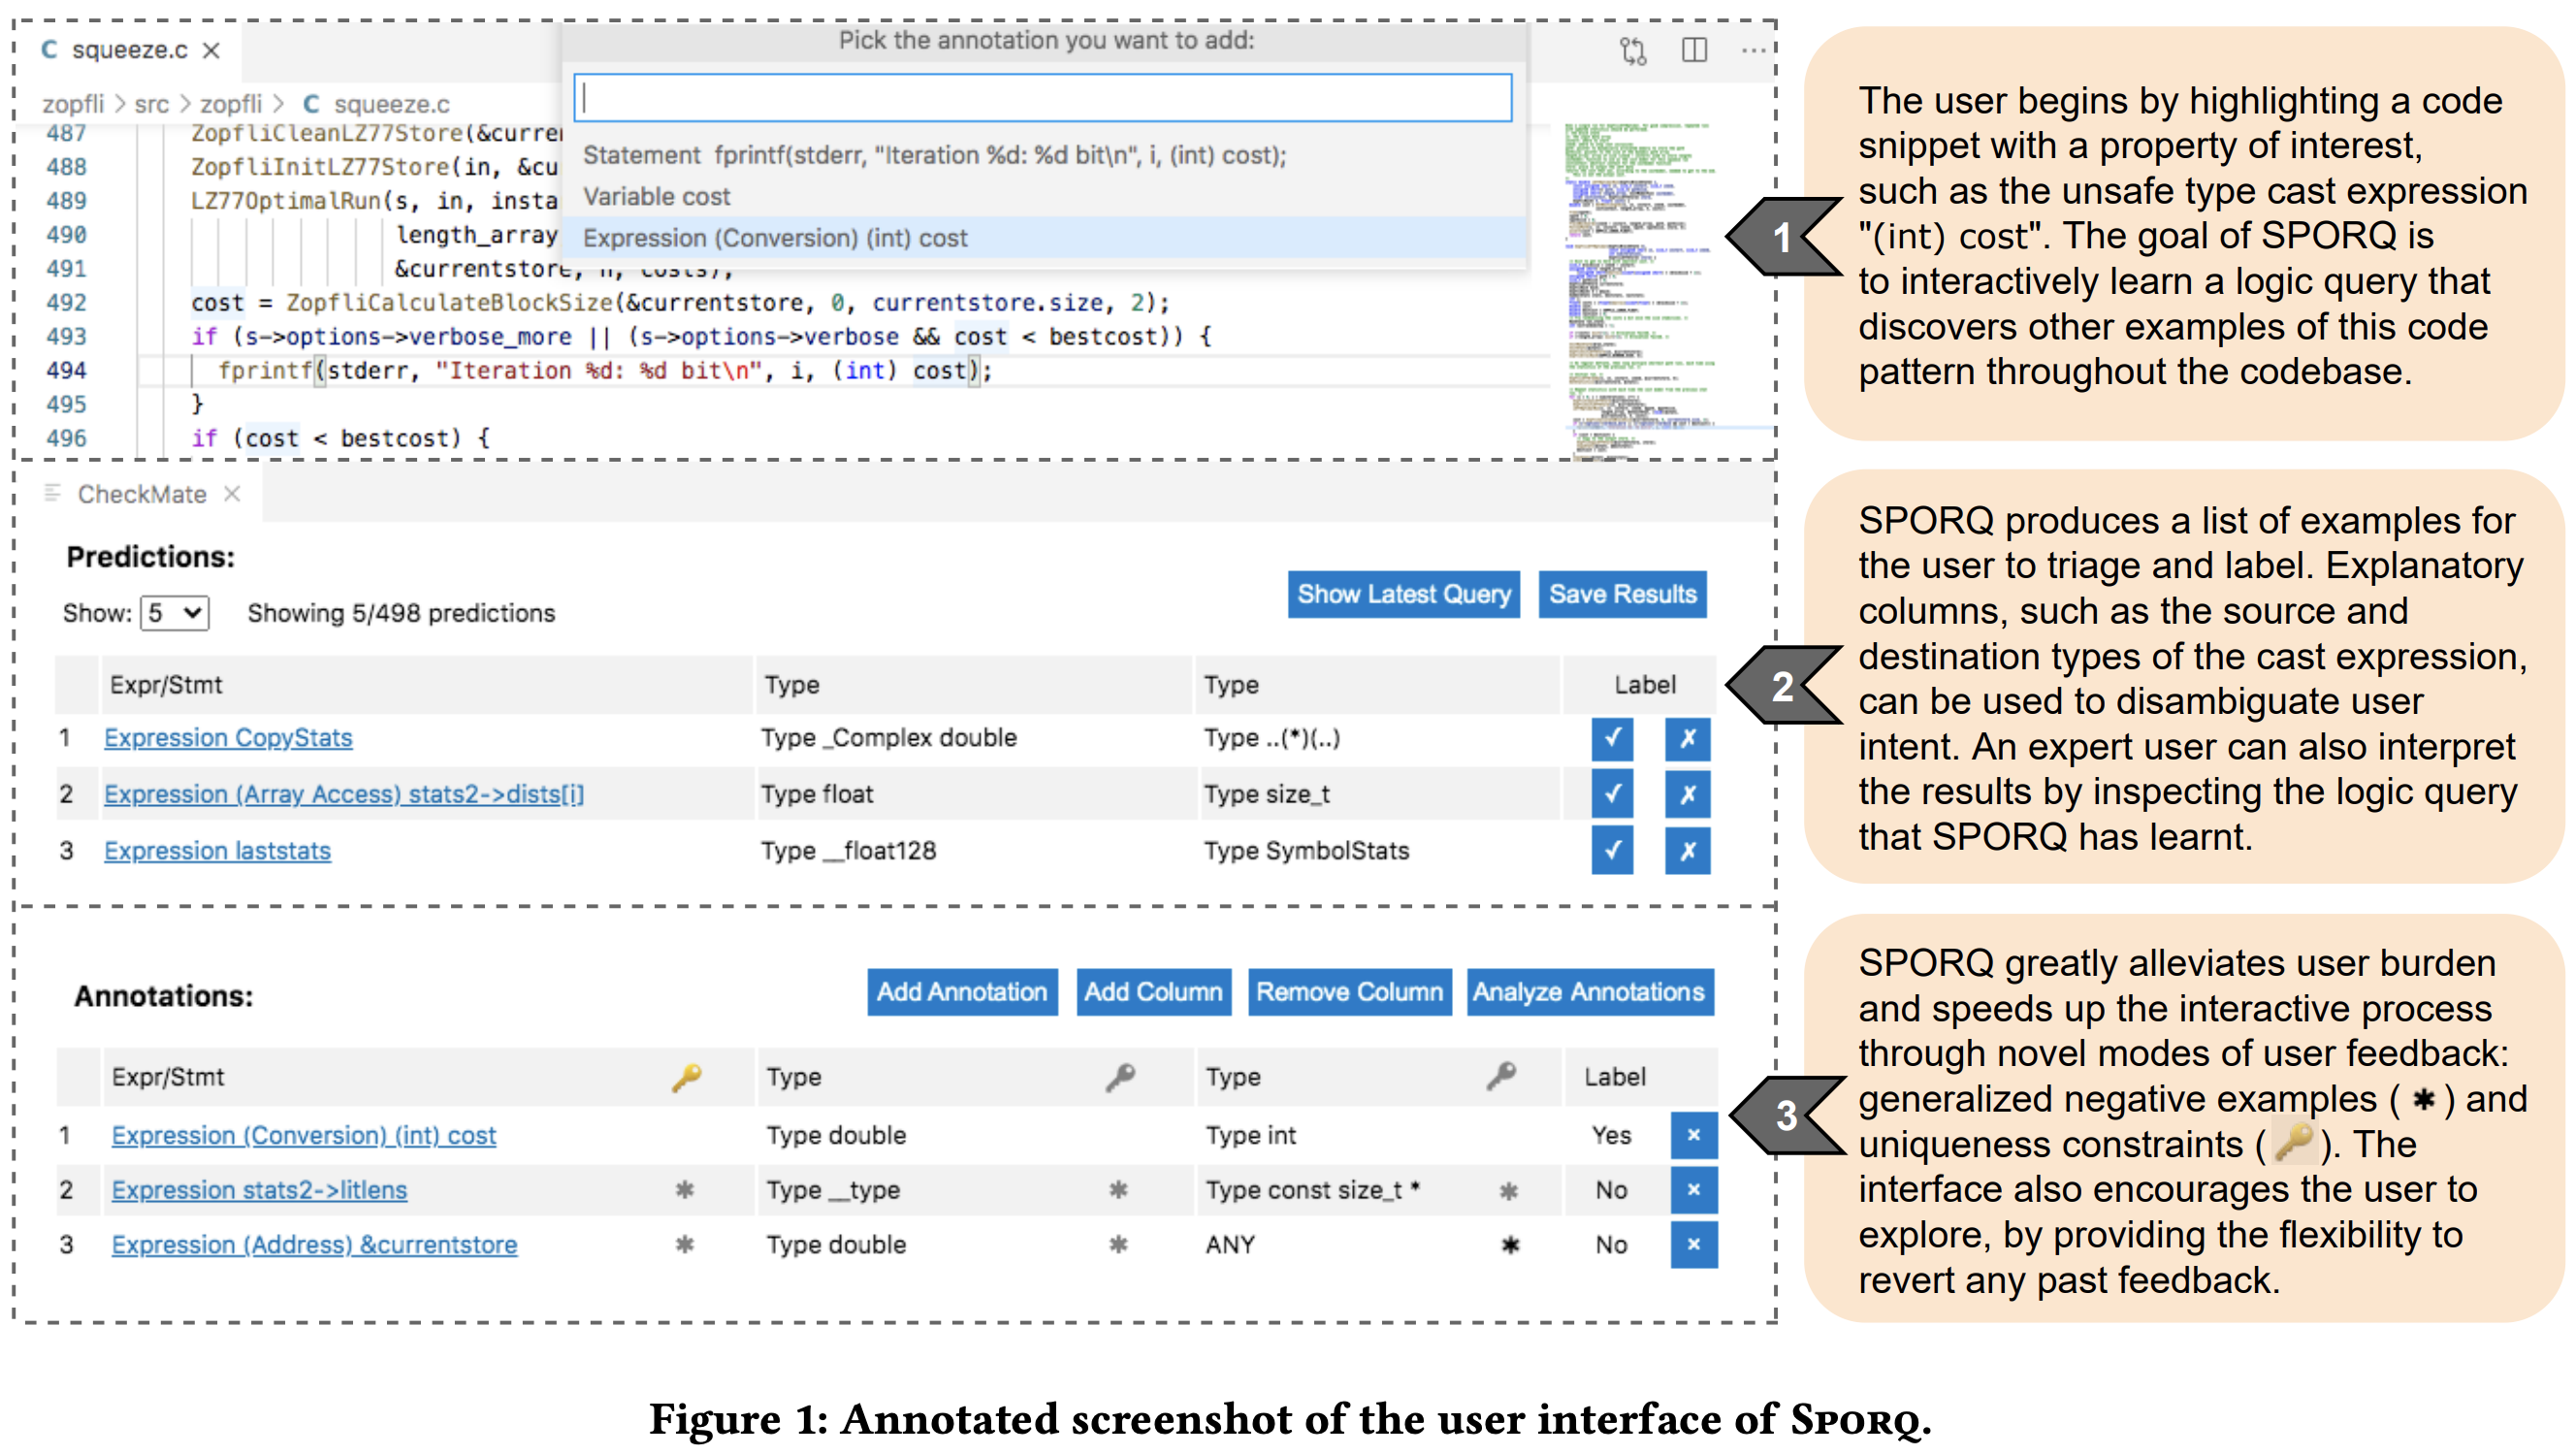 squeeze.c
Pick the annotation you want to add:
zopfli > src > zopfli > C squeeze.c
487 ZopfliCleanLZ77Store(&curre
488 ZopfliInitLZ77Store(in, &cu
489 LZ77OptimalRun(s, in, insta
490 length_array
491 &currentstore, n, costs);
492 cost = ZopfliCalculateBlockSize(&currentstore, 0, currentstore.size, 2);
493 if (s->options->verbose_more || (s->options->verbose && cost < bestcost)) {
494 fprintf(stderr, "Iteration %d: %d bit\n", i, (int) cost);
495 }
496 if (cost < bestcost) {
Statement fprintf(stderr, "Iteration %d: %d bit\n", i, (int) cost);
Variable cost
Expression (Conversion) (int) cost
1
The user begins by highlighting a code
snippet with a property of interest,
such as the unsafe type cast expression
"(int) cost". The goal of SPORQ is
to interactively learn a logic query that
discovers other examples of this code
pattern throughout the codebase.
CheckMate
Predictions:
Show: 5 Showing 5/498 predictions
Show Latest Query Save Results
Expr/Stmt Type Type Label
1 Expression CopyStats Type _Complex double Type ..(*)(..) ✓ ✗
2 Expression (Array Access) stats2->dists[i] Type float Type size_t ✓ ✗
3 Expression laststats Type __float128 Type SymbolStats ✓ ✗
2
SPORQ produces a list of examples for
the user to triage and label. Explanatory
columns, such as the source and
destination types of the cast expression,
can be used to disambiguate user
intent. An expert user can also interpret
the results by inspecting the logic query
that SPORQ has learnt.
Annotations:
Add Annotation Add Column Remove Column Analyze Annotations
Expr/Stmt Type Type Label
1 Expression (Conversion) (int) cost Type double Type int Yes ×
2 Expression stats2->litlens * Type __type * Type const size_t * * No ×
3 Expression (Address) &currentstore * Type double * ANY * No ×
3
SPORQ greatly alleviates user burden
and speeds up the interactive process
through novel modes of user feedback:
generalized negative examples ( * ) and
uniqueness constraints ( ). The
interface also encourages the user to
explore, by providing the flexibility to
revert any past feedback.
Figure 1: Annotated screenshot of the user interface of SPORQ.